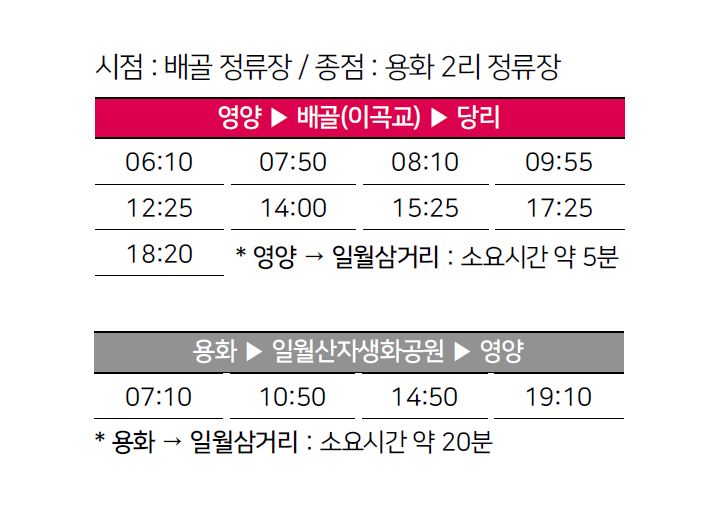 시점 : 배골 정류장 / 종점 : 용화 2리 정류장
영양 ▶ 배골(이곡교) ▶ 당리
06:10 07:50 08:10 09:55
12:25 14:00 15:25 17:25
18:20 * 영양 → 일월삼거리 : 소요시간 약 5분
용화 ▶ 일월산자생화공원 ▶ 영양
07:10 10:50 14:50 19:10
* 용화 → 일월삼거리 : 소요시간 약 20분